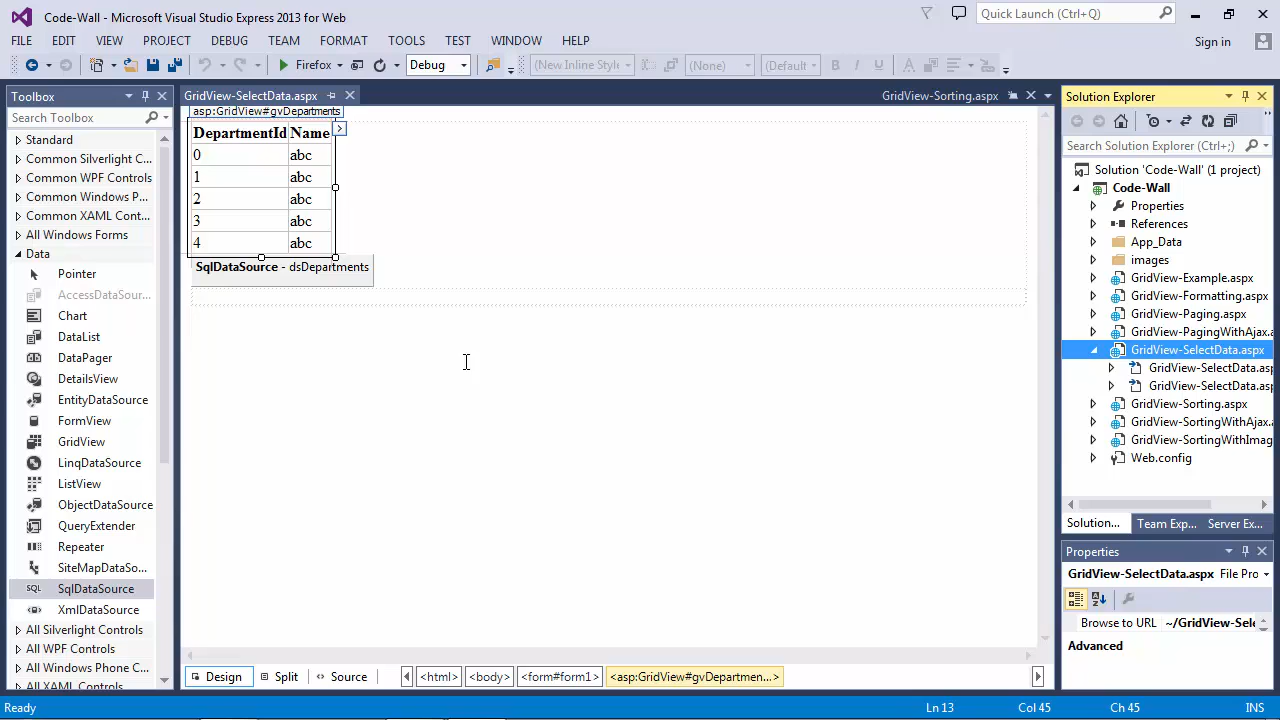 Code-Wall - Microsoft Visual Studio Express 2013 for Web
Quick Launch (Ctrl+Q)
FILE EDIT VIEW PROJECT DEBUG TEAM FORMAT TOOLS TEST WINDOW HELP
Sign in
Firefox Debug (New Inline Style (None) (Default B I U A
Toolbox
Search Toolbox
Standard
Common Silverlight C...
Common WPF Controls
Common Windows P...
Common XAML Cont...
All Windows Forms
Data
Pointer
AccessDataSour...
Chart
DataList
DataPager
DetailsView
EntityDataSource
FormView
GridView
LinqDataSource
ListView
ObjectDataSource
QueryExtender
Repeater
SiteMapDataSo...
SQL SqlDataSource
XmlDataSource
All Silverlight Controls
All WPF Controls
All Windows Phone C...
All XAML Controls
GridView-SelectData.aspx
GridView-Sorting.aspx
asp:GridView#gvDepartments
DepartmentId Name
0 abc
1 abc
2 abc
3 abc
4 abc
SqlDataSource - dsDepartments
Design Split Source <html> <body> <form#form1> <asp:GridView#gvDepartmen...>
Solution Explorer
Search Solution Explorer (Ctrl+;)
Solution 'Code-Wall' (1 project)
Code-Wall
Properties
References
App_Data
images
GridView-Example.aspx
GridView-Formatting.aspx
GridView-Paging.aspx
GridView-PagingWithAjax.
GridView-SelectData.aspx
GridView-SelectData.asp
GridView-SelectData.asp
GridView-Sorting.aspx
GridView-SortingWithAjax.
GridView-SortingWithImag
Web.config
Solution... Team Exp... Server Ex...
Properties
GridView-SelectData.aspx File Pro
Browse to URL ~/GridView-Sele
Advanced
Ready Ln 13 Col 45 Ch 45 INS